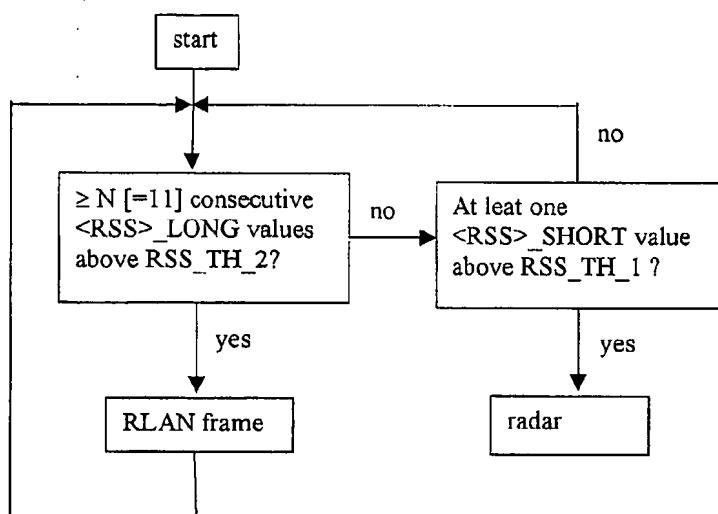 start
no
≥ N [=11] consecutive
<RSS>_LONG values
above RSS_TH_2?
no
At leat one
<RSS>_SHORT value
above RSS_TH_1 ?
yes
yes
RLAN frame
radar